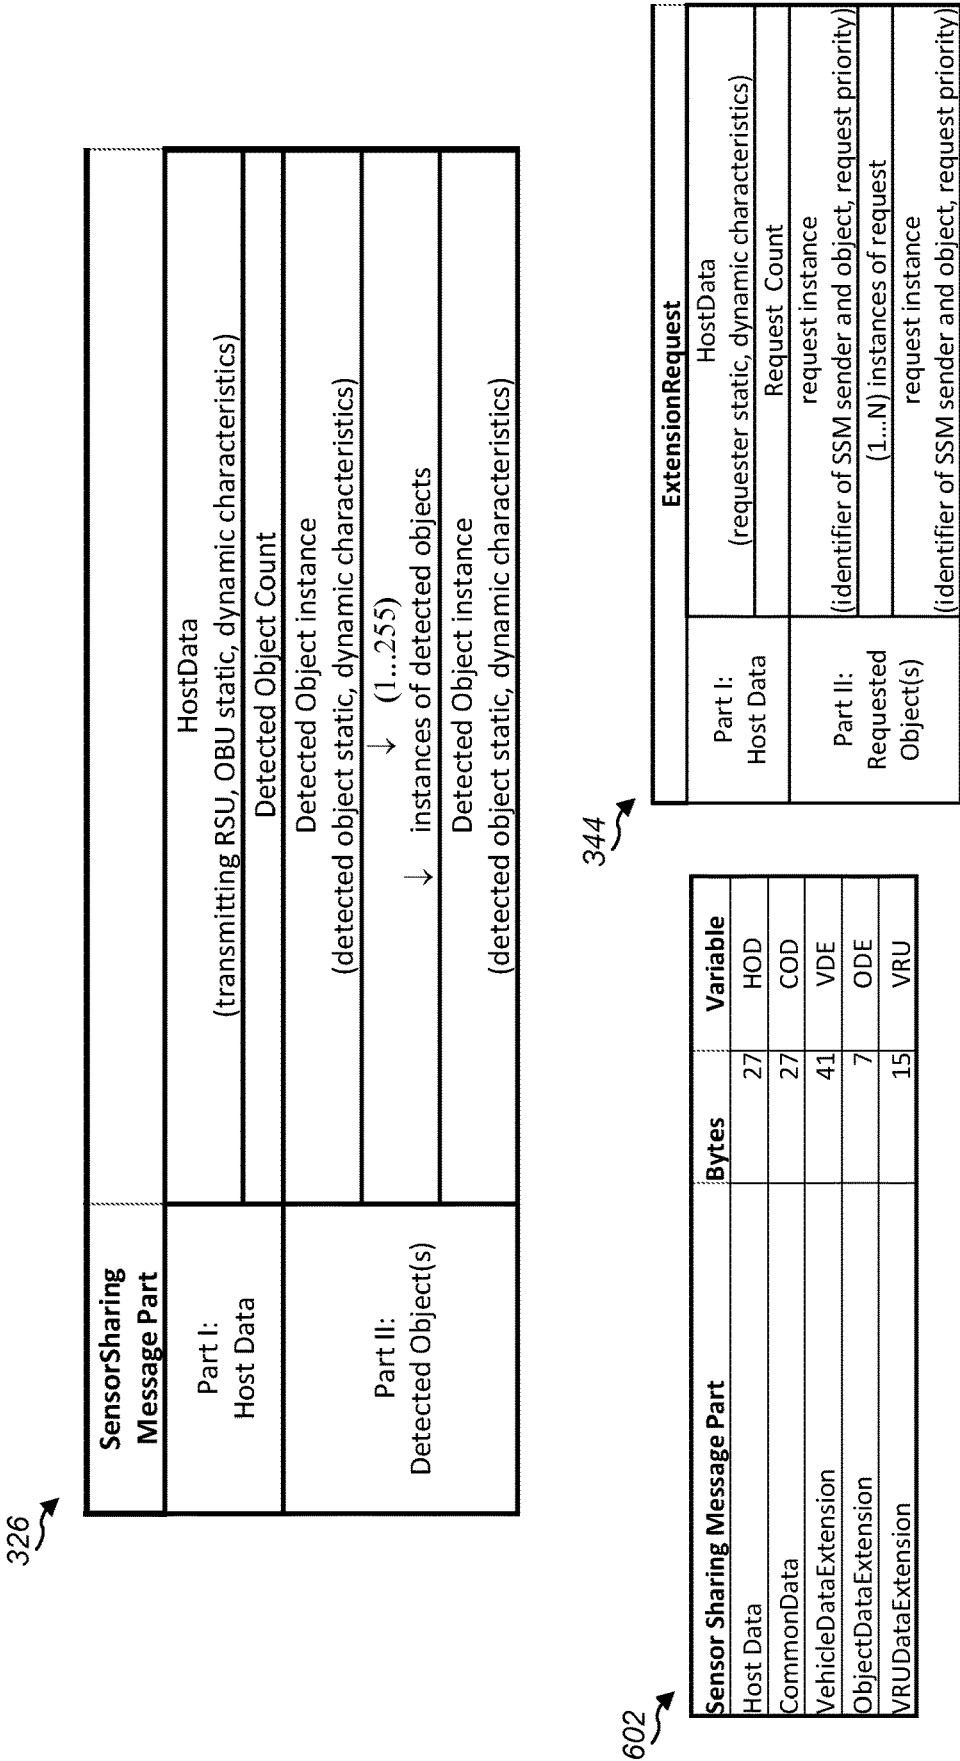 326
SensorSharing
Message Part
Part I:
Host Data
HostData
(transmitting RSU, OBU static, dynamic characteristics)
Detected Object Count
Part II:
Detected Object(s)
Detected Object instance
(detected object static, dynamic characteristics)
↓ (1...255)
↓ instances of detected objects
Detected Object instance
(detected object static, dynamic characteristics)
602
Sensor Sharing Message Part Bytes Variable
Host Data 27 HOD
CommonData 27 COD
VehicleDataExtension 41 VDE
ObjectDataExtension 7 ODE
VRUDataExtension 15 VRU
344
ExtensionRequest
Part I:
Host Data
HostData
(requester static, dynamic characteristics)
Request Count
Part II:
Requested
Object(s)
request instance
(identifier of SSM sender and object, request priority)
(1...N) instances of request
request instance
(identifier of SSM sender and object, request priority)